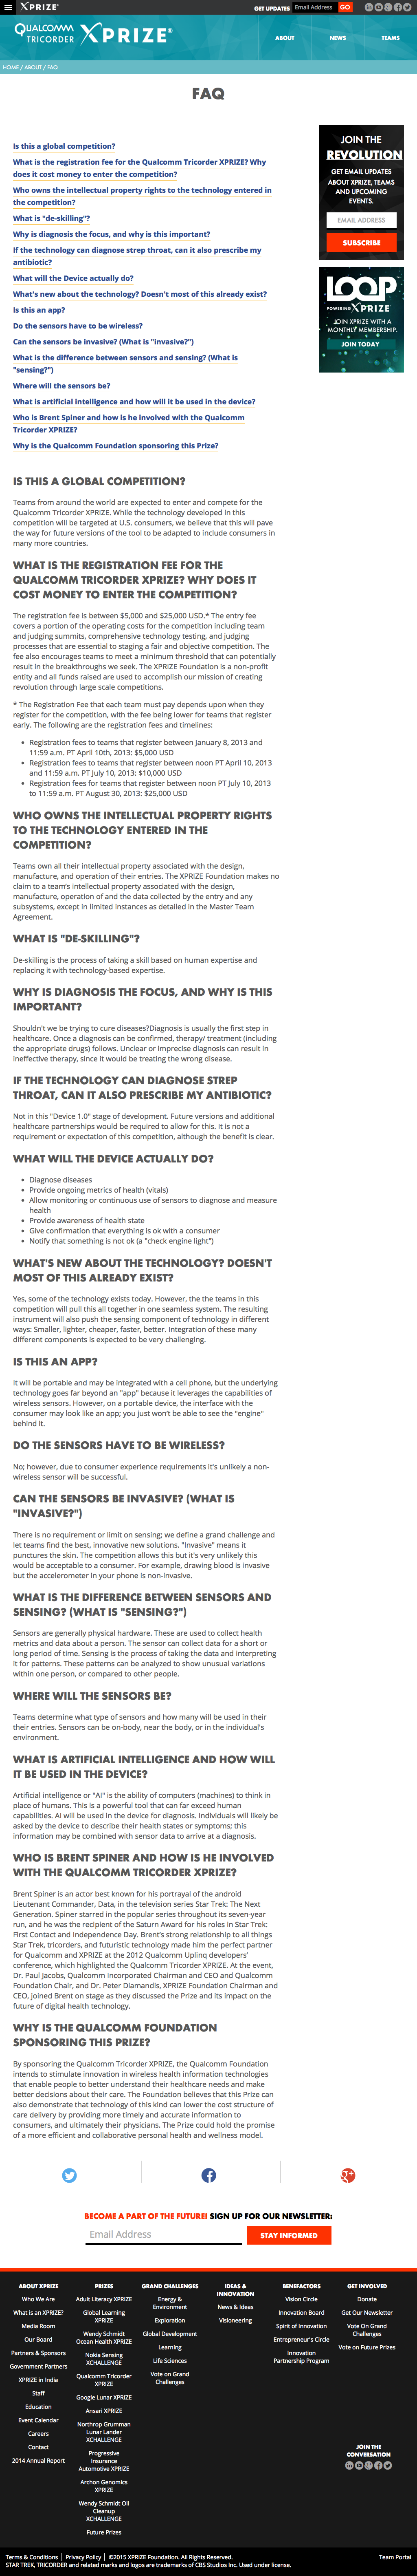 XPRIZE®
GET UPDATES
Email Address
GO
QUALCOMM
TRICORDER
XPRIZE®
ABOUT
NEWS
TEAMS
HOME / ABOUT / FAQ
FAQ
Is this a global competition?
What is the registration fee for the Qualcomm Tricorder XPRIZE? Why
does it cost money to enter the competition?
Who owns the intellectual property rights to the technology entered in
the competition?
What is "de-skilling"?
Why is diagnosis the focus, and why is this important?
If the technology can diagnose strep throat, can it also prescribe my
antibiotic?
What will the Device actually do?
What's new about the technology? Doesn't most of this already exist?
Is this an app?
Do the sensors have to be wireless?
Can the sensors be invasive? (What is "invasive?")
What is the difference between sensors and sensing? (What is
"sensing?")
Where will the sensors be?
What is artificial intelligence and how will it be used in the device?
Who is Brent Spiner and how is he involved with the Qualcomm
Tricorder XPRIZE?
Why is the Qualcomm Foundation sponsoring this Prize?
JOIN THE
REVOLUTION
GET EMAIL UPDATES
ABOUT XPRIZE, TEAMS
AND UPCOMING
EVENTS.
EMAIL ADDRESS
SUBSCRIBE
LOOP
POWERING XPRIZE
JOIN XPRIZE WITH A
MONTHLY MEMBERSHIP.
JOIN TODAY
IS THIS A GLOBAL COMPETITION?
Teams from around the world are expected to enter and compete for the
Qualcomm Tricorder XPRIZE. While the technology developed in this
competition will be targeted at U.S. consumers, we believe that this will pave
the way for future versions of the tool to be adapted to include consumers in
many more countries.
WHAT IS THE REGISTRATION FEE FOR THE
QUALCOMM TRICORDER XPRIZE? WHY DOES IT
COST MONEY TO ENTER THE COMPETITION?
The registration fee is between $5,000 and $25,000 USD.* The entry fee
covers a portion of the operating costs for the competition including team
and judging summits, comprehensive technology testing, and judging
processes that are essential to staging a fair and objective competition. The
fee also encourages teams to meet a minimum threshold that can potentially
result in the breakthroughs we seek. The XPRIZE Foundation is a non-profit
entity and all funds raised are used to accomplish our mission of creating
revolution through large scale competitions.
* The Registration Fee that each team must pay depends upon when they
register for the competition, with the fee being lower for teams that register
early. The following are the registration fees and timelines:
• Registration fees to teams that register between January 8, 2013 and
11:59 a.m. PT April 10th, 2013: $5,000 USD
• Registration fees to teams that register between noon PT April 10, 2013
and 11:59 a.m. PT July 10, 2013: $10,000 USD
• Registration fees for teams that register between noon PT July 10, 2013
to 11:59 a.m. PT August 30, 2013: $25,000 USD
WHO OWNS THE INTELLECTUAL PROPERTY RIGHTS
TO THE TECHNOLOGY ENTERED IN THE
COMPETITION?
Teams own all their intellectual property associated with the design,
manufacture, and operation of their entries. The XPRIZE Foundation makes no
claim to a team's intellectual property associated with the design,
manufacture, operation of and the data collected by the entry and any
subsystems, except in limited instances as detailed in the Master Team
Agreement.
WHAT IS "DE-SKILLING"?
De-skilling is the process of taking a skill based on human expertise and
replacing it with technology-based expertise.
WHY IS DIAGNOSIS THE FOCUS, AND WHY IS THIS
IMPORTANT?
Shouldn't we be trying to cure diseases?Diagnosis is usually the first step in
healthcare. Once a diagnosis can be confirmed, therapy/ treatment (including
the appropriate drugs) follows. Unclear or imprecise diagnosis can result in
ineffective therapy, since it would be treating the wrong disease.
IF THE TECHNOLOGY CAN DIAGNOSE STREP
THROAT, CAN IT ALSO PRESCRIBE MY ANTIBIOTIC?
Not in this "Device 1.0" stage of development. Future versions and additional
healthcare partnerships would be required to allow for this. It is not a
requirement or expectation of this competition, although the benefit is clear.
WHAT WILL THE DEVICE ACTUALLY DO?
• Diagnose diseases
• Provide ongoing metrics of health (vitals)
• Allow monitoring or continuous use of sensors to diagnose and measure
health
• Provide awareness of health state
• Give confirmation that everything is ok with a consumer
• Notify that something is not ok (a "check engine light")
WHAT'S NEW ABOUT THE TECHNOLOGY? DOESN'T
MOST OF THIS ALREADY EXIST?
Yes, some of the technology exists today. However, the the teams in this
competition will pull this all together in one seamless system. The resulting
instrument will also push the sensing component of technology in different
ways: Smaller, lighter, cheaper, faster, better. Integration of these many
different components is expected to be very challenging.
IS THIS AN APP?
It will be portable and may be integrated with a cell phone, but the underlying
technology goes far beyond an "app" because it leverages the capabilities of
wireless sensors. However, on a portable device, the interface with the
consumer may look like an app; you just won't be able to see the "engine"
behind it.
DO THE SENSORS HAVE TO BE WIRELESS?
No; however, due to consumer experience requirements it's unlikely a non-
wireless sensor will be successful.
CAN THE SENSORS BE INVASIVE? (WHAT IS
"INVASIVE?")
There is no requirement or limit on sensing; we define a grand challenge and
let teams find the best, innovative new solutions. "Invasive" means it
punctures the skin. The competition allows this but it's very unlikely this
would be acceptable to a consumer. For example, drawing blood is invasive
but the accelerometer in your phone is non-invasive.
WHAT IS THE DIFFERENCE BETWEEN SENSORS AND
SENSING? (WHAT IS "SENSING?")
Sensors are generally physical hardware. These are used to collect health
metrics and data about a person. The sensor can collect data for a short or
long period of time. Sensing is the process of taking the data and interpreting
it for patterns. These patterns can be analyzed to show unusual variations
within one person, or compared to other people.
WHERE WILL THE SENSORS BE?
Teams determine what type of sensors and how many will be used in their
their entries. Sensors can be on-body, near the body, or in the individual's
environment.
WHAT IS ARTIFICIAL INTELLIGENCE AND HOW WILL
IT BE USED IN THE DEVICE?
Artificial intelligence or "AI" is the ability of computers (machines) to think in
place of humans. This is a powerful tool that can far exceed human
capabilities. AI will be used in the device for diagnosis. Individuals will likely be
asked by the device to describe their health states or symptoms; this
information may be combined with sensor data to arrive at a diagnosis.
WHO IS BRENT SPINER AND HOW IS HE INVOLVED
WITH THE QUALCOMM TRICORDER XPRIZE?
Brent Spiner is an actor best known for his portrayal of the android
Lieutenant Commander, Data, in the television series Star Trek: The Next
Generation. Spiner starred in the popular series throughout its seven-year
run, and he was the recipient of the Saturn Award for his roles in Star Trek:
First Contact and Independence Day. Brent's strong relationship to all things
Star Trek, tricorders, and futuristic technology made him the perfect partner
for Qualcomm and XPRIZE at the 2012 Qualcomm Uplinq developers'
conference, which highlighted the Qualcomm Tricorder XPRIZE. At the event,
Dr. Paul Jacobs, Qualcomm Incorporated Chairman and CEO and Qualcomm
Foundation Chair, and Dr. Peter Diamandis, XPRIZE Foundation Chairman and
CEO, joined Brent on stage as they discussed the Prize and its impact on the
future of digital health technology.
WHY IS THE QUALCOMM FOUNDATION
SPONSORING THIS PRIZE?
By sponsoring the Qualcomm Tricorder XPRIZE, the Qualcomm Foundation
intends to stimulate innovation in wireless health information technologies
that enable people to better understand their healthcare needs and make
better decisions about their care. The Foundation believes that this Prize can
also demonstrate that technology of this kind can lower the cost structure of
care delivery by providing more timely and accurate information to
consumers, and ultimately their physicians. The Prize could hold the promise
of a more efficient and collaborative personal health and wellness model.
BECOME A PART OF THE FUTURE! SIGN UP FOR OUR NEWSLETTER:
Email Address
STAY INFORMED
ABOUT XPRIZE
Who We Are
What is an XPRIZE?
Media Room
Our Board
Partners & Sponsors
Government Partners
XPRIZE in India
Staff
Education
Event Calendar
Careers
Contact
2014 Annual Report
PRIZES
Adult Literacy XPRIZE
Global Learning
XPRIZE
Wendy Schmidt
Ocean Health XPRIZE
Nokia Sensing
XCHALLENGE
Qualcomm Tricorder
XPRIZE
Google Lunar XPRIZE
Ansari XPRIZE
Northrop Grumman
Lunar Lander
XCHALLENGE
Progressive
Insurance
Automotive XPRIZE
Archon Genomics
XPRIZE
Wendy Schmidt Oil
Cleanup
XCHALLENGE
Future Prizes
GRAND CHALLENGES
Energy &
Environment
Exploration
Global Development
Learning
Life Sciences
Vote on Grand
Challenges
IDEAS &
INNOVATION
News & Ideas
Visioneering
BENEFACTORS
Vision Circle
Innovation Board
Spirit of Innovation
Entrepreneur's Circle
Innovation
Partnership Program
GET INVOLVED
Donate
Get Our Newsletter
Vote On Grand
Challenges
Vote on Future Prizes
JOIN THE
CONVERSATION
Terms & Conditions | Privacy Policy | ©2015 XPRIZE Foundation. All Rights Reserved.
Team Portal
STAR TREK, TRICORDER and related marks and logos are trademarks of CBS Studios Inc. Used under license.